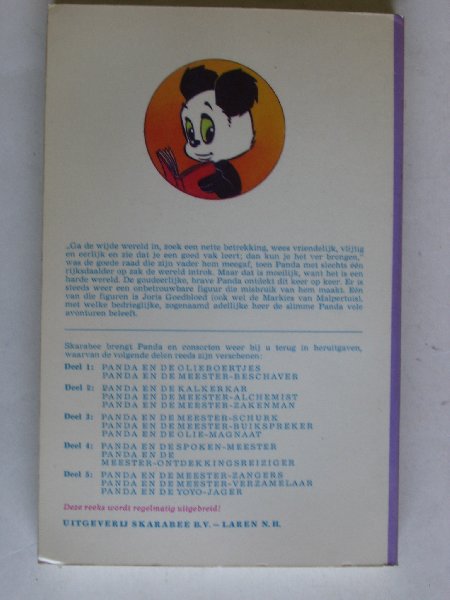 „Ga de wijde wereld in, zoek een nette betrekking, wees vriendelijk, vlijtig
en eerlijk en zie dat je een goed vak leert; dan kun je het ver brengen,"
was de goede raad die zijn vader hem meegaf, toen Panda met slechts één
rijksdaalder op zak de wereld introk. Maar dat is moeilijk, want het is een
harde wereld. De goudeerlijke, brave Panda ontdekt dit keer op keer. Er is
steeds weer een onbetrouwbare figuur die misbruik van hem maakt. Eén
van die figuren is Joris Goedbloed (ook wel de Markies van Malpertuis),
met welke bedrieglijke, zogenaamd adellijke heer de slimme Panda vele
avonturen beleeft.
Skarabee brengt Panda en consorten weer bij u terug in heruitgaven,
waarvan de volgende delen reeds zijn verschenen:
Deel 1: PANDA EN DE OLIEBOERTJES
PANDA EN DE MEESTER-BESCHAVER
Deel 2: PANDA EN DE KALKERKAR
PANDA EN DE MEESTER-ALCHEMIST
PANDA EN DE MEESTER-ZAKENMAN
Deel 3: PANDA EN DE MEESTER-SCHURK
PANDA EN DE MEESTER-BUIKSPREKER
PANDA EN DE OLIE-MAGNAAT
Deel 4: PANDA EN DE SPOKEN-MEESTER
PANDA EN DE
MEESTER-ONTDEKKINGSREIZIGER
Deel 5: PANDA EN DE MEESTER-ZANGERS
PANDA EN DE MEESTER-VERZAMELAAR
PANDA EN DE YOYO-JAGER
Deze reeks wordt regelmatig uitgebreid!
UITGEVERIJ SKARABEE B.V. — LAREN N.H.